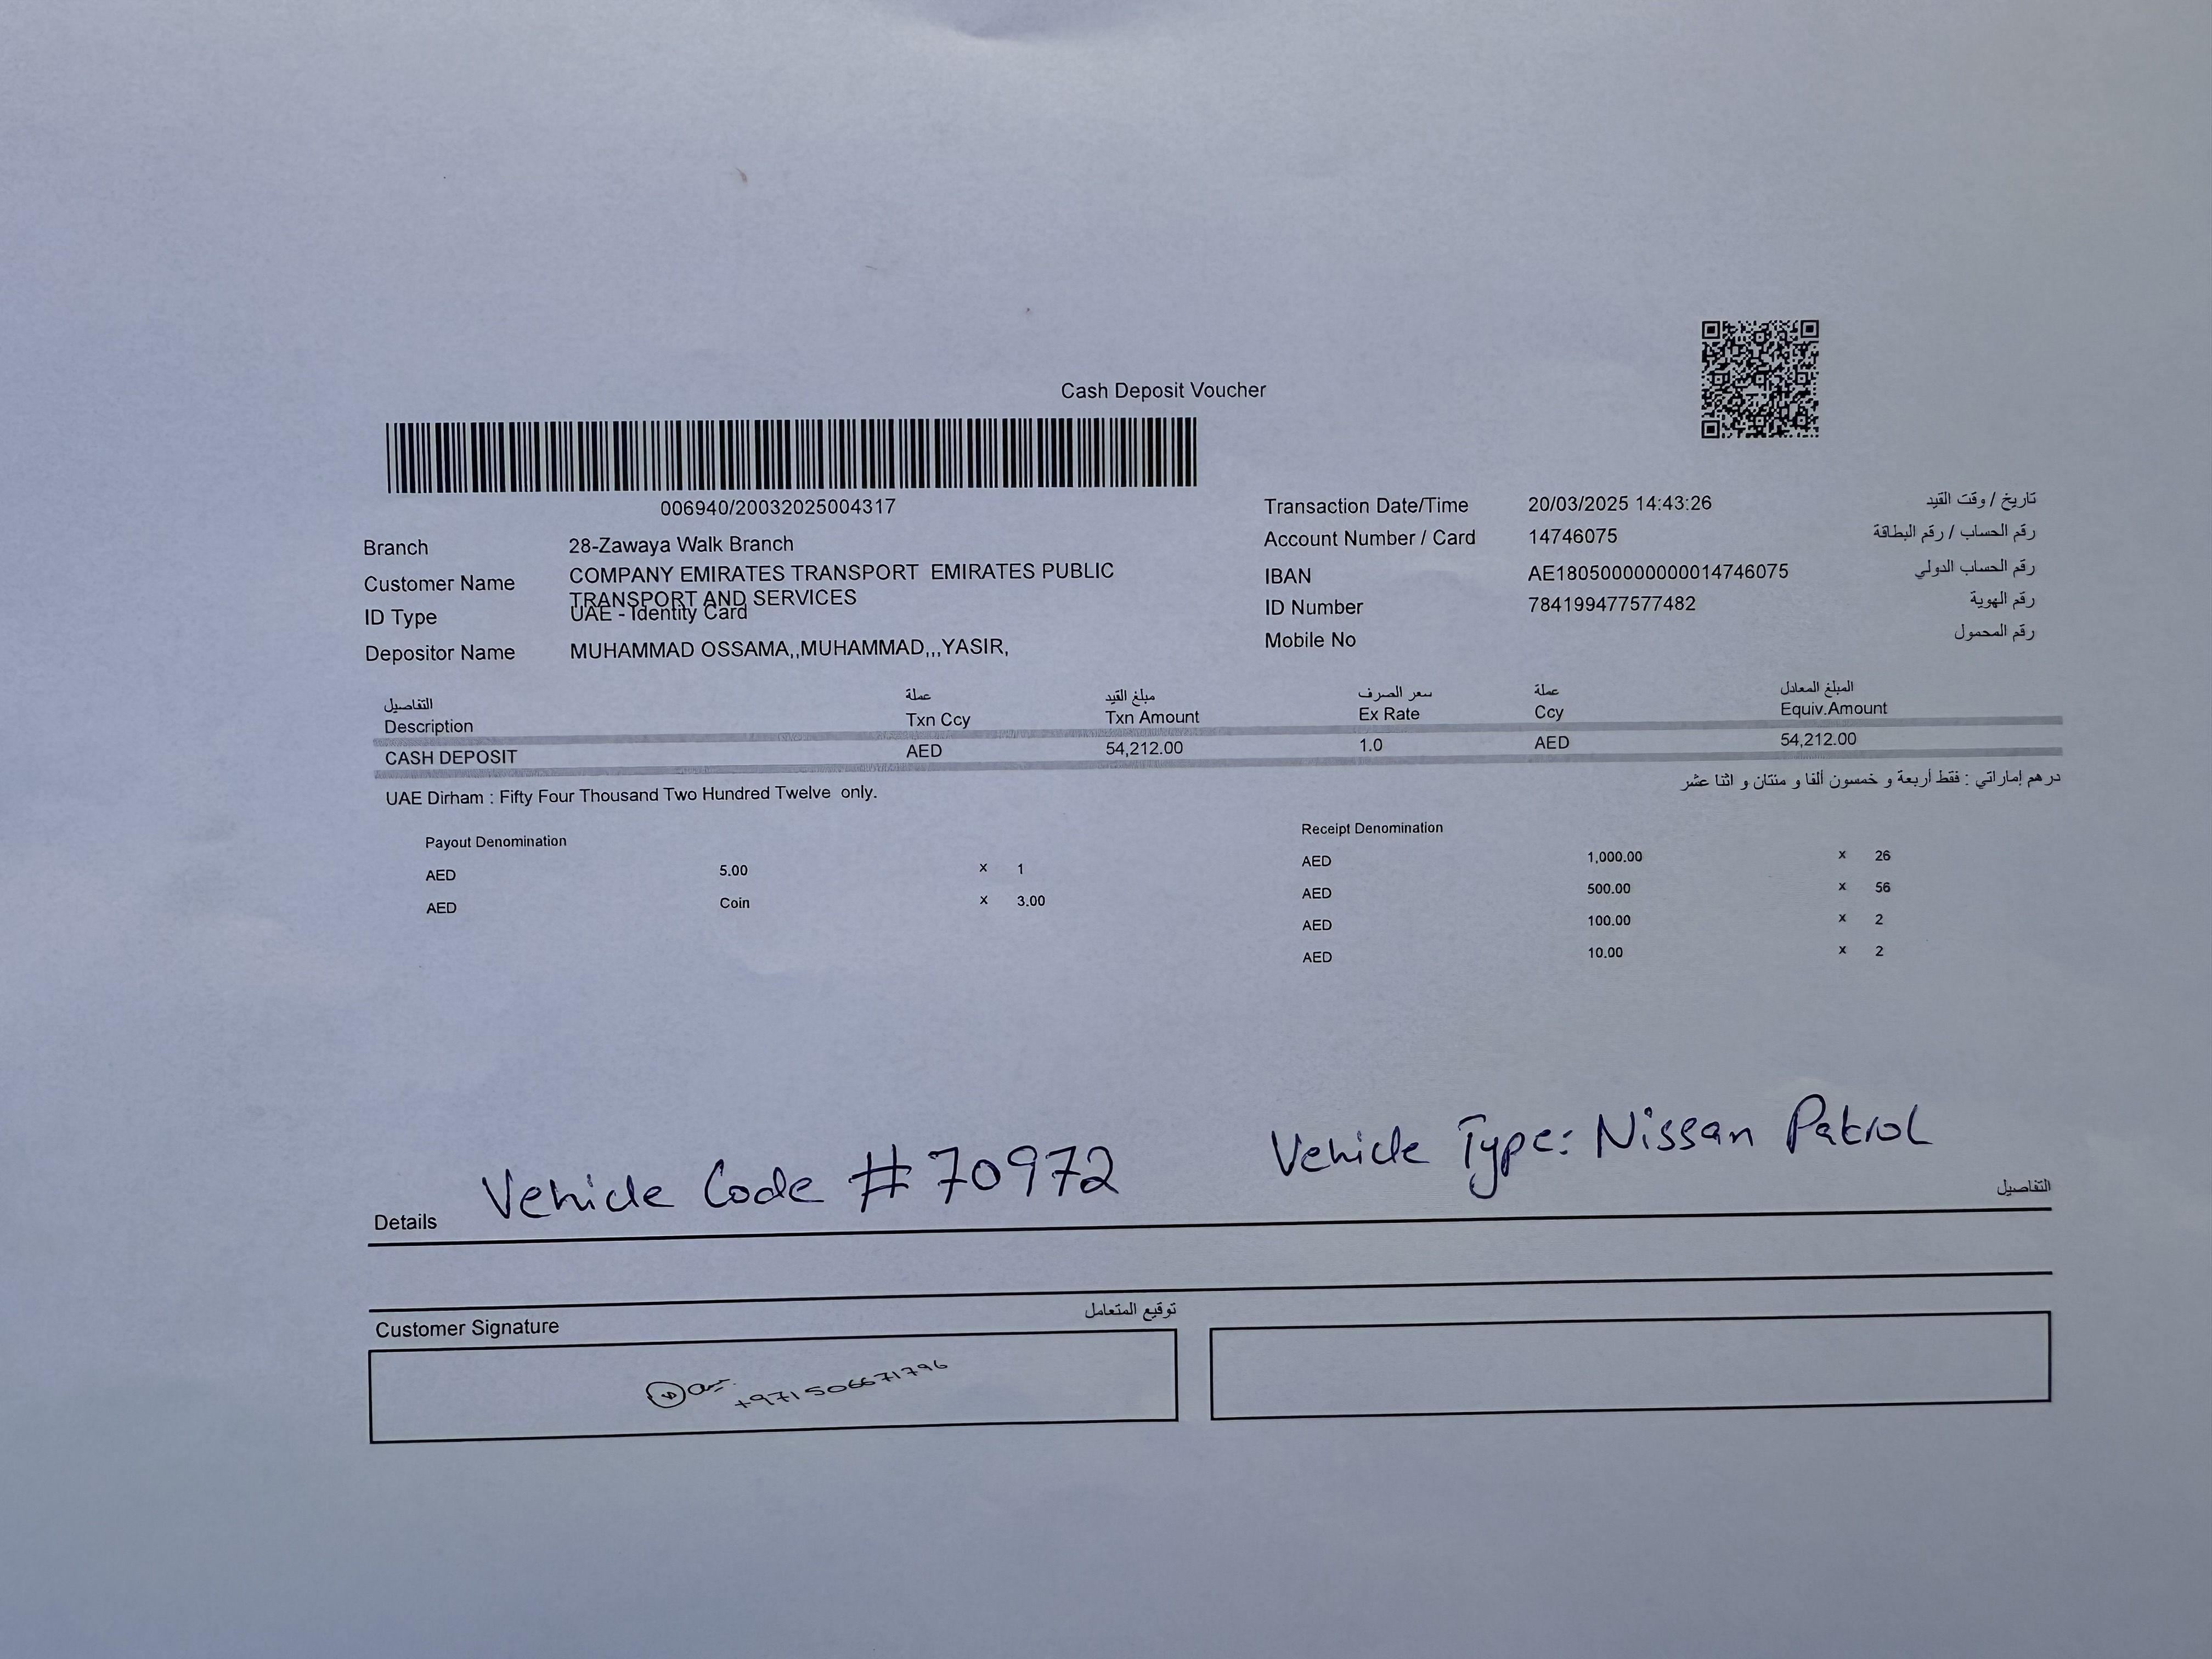 Cash Deposit Voucher
006940/20032025004317
Transaction Date/Time 20/03/2025 14:43:26 تاريخ / وقت القيد
Branch 28-Zawaya Walk Branch
Account Number / Card 14746075 رقم الحساب / رقم البطاقة
Customer Name COMPANY EMIRATES TRANSPORT EMIRATES PUBLIC
TRANSPORT AND SERVICES
IBAN AE180500000000014746075 رقم الحساب الدولي
ID Type UAE - Identity Card
ID Number 784199477577482 رقم الهوية
Depositor Name MUHAMMAD OSSAMA,,MUHAMMAD,,,YASIR,
Mobile No رقم المحمول
التفاصيل عملة مبلغ القيد سعر الصرف عملة المبلغ المعادل
Description Txn Ccy Txn Amount Ex Rate Ccy Equiv.Amount
CASH DEPOSIT AED 54,212.00 1.0 AED 54,212.00
UAE Dirham : Fifty Four Thousand Two Hundred Twelve only.
درهم إماراتي : فقط أربعة و خمسون ألفا و مئتان و اثنا عشر
Payout Denomination
AED 5.00 x 1
AED Coin x 3.00
Receipt Denomination
AED 1,000.00 x 26
AED 500.00 x 56
AED 100.00 x 2
AED 10.00 x 2
Vehicle Code #70972 Vehicle Type: Nissan Patrol
Details التفاصيل
Customer Signature توقيع المتعامل
+971506671796